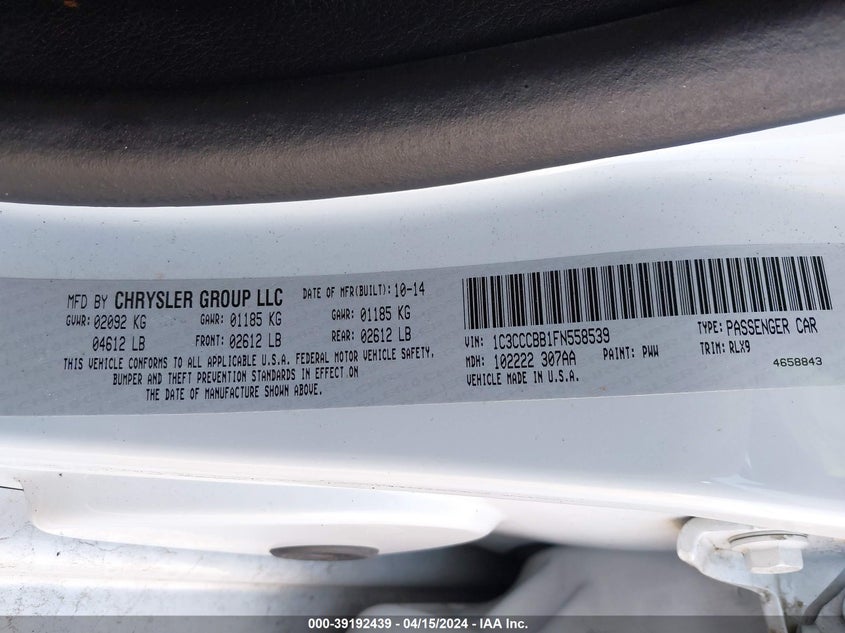 MFD BY CHRYSLER GROUP LLC DATE OF MFR(BUILT): 10-14
GVWR: 02092 KG GAWR: 01185 KG GAWR: 01185 KG
04612 LB FRONT: 02612 LB REAR: 02612 LB
THIS VEHICLE CONFORMS TO ALL APPLICABLE U.S.A. FEDERAL MOTOR VEHICLE SAFETY,
BUMPER AND THEFT PREVENTION STANDARDS IN EFFECT ON
THE DATE OF MANUFACTURE SHOWN ABOVE.
VIN: 1C3CCCBB1FN558539 TYPE: PASSENGER CAR
MDH: 102222 307AA PAINT: PWW TRIM: RLX9
VEHICLE MADE IN U.S.A. 4658843
000-39192439 - 04/15/2024 - IAA Inc.